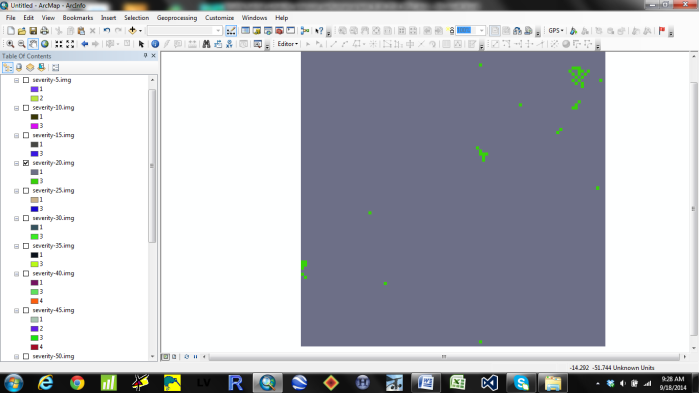 Untitled - ArcMap - ArcInfo
File Edit View Bookmarks Insert Selection Geoprocessing Customize Windows Help
GPS
Editor
Table Of Contents
severity-5.img
1
2
severity-10.img
1
3
severity-15.img
1
3
severity-20.img
1
3
severity-25.img
1
3
severity-30.img
1
3
severity-35.img
1
3
severity-40.img
1
3
4
severity-45.img
1
2
3
4
severity-50.img
-14.292 -51.744 Unknown Units
LV
R
H
9:28 AM
9/18/2014